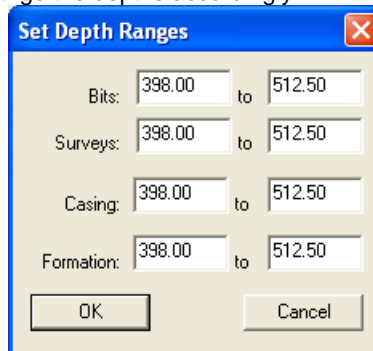 Set Depth Ranges
Bits: 398.00 to 512.50
Surveys: 398.00 to 512.50
Casing: 398.00 to 512.50
Formation: 398.00 to 512.50
OK Cancel